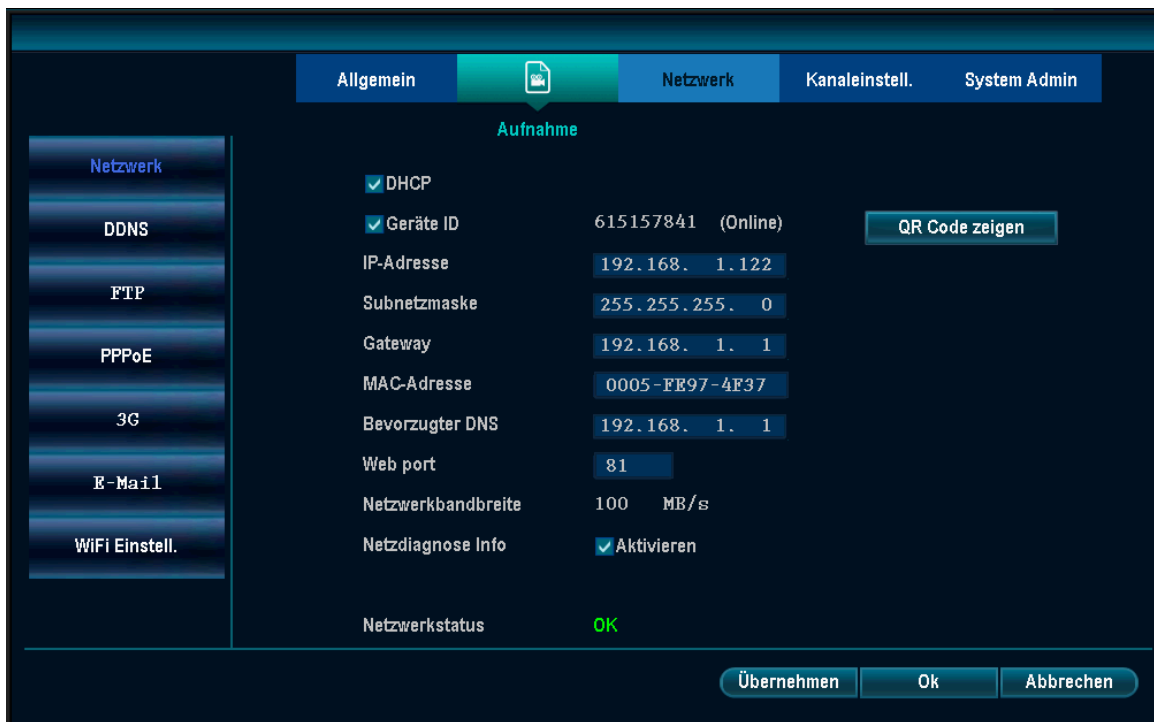 Allgemein Netzwerk Kanaleinstell. System Admin
Aufnahme
Netzwerk
DDNS
FTP
PPPoE
3G
E-Mail
WiFi Einstell.
DHCP
Geräte ID 615157841 (Online) QR Code zeigen
IP-Adresse 192.168. 1.122
Subnetzmaske 255.255.255. 0
Gateway 192.168. 1. 1
MAC-Adresse 0005-FE97-4F37
Bevorzugter DNS 192.168. 1. 1
Web port 81
Netzwerkbandbreite 100 MB/s
Netzdiagnose Info Aktivieren
Netzwerkstatus OK
Übernehmen Ok Abbrechen